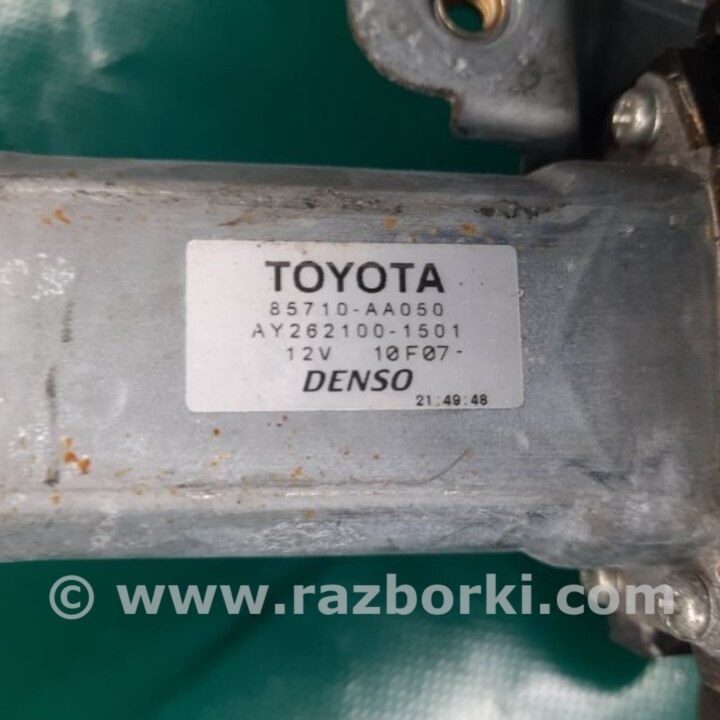 TOYOTA
85710-AA050
AY262100-1501
12V 10F07-
DENSO
21:49:48
© www.razborki.com